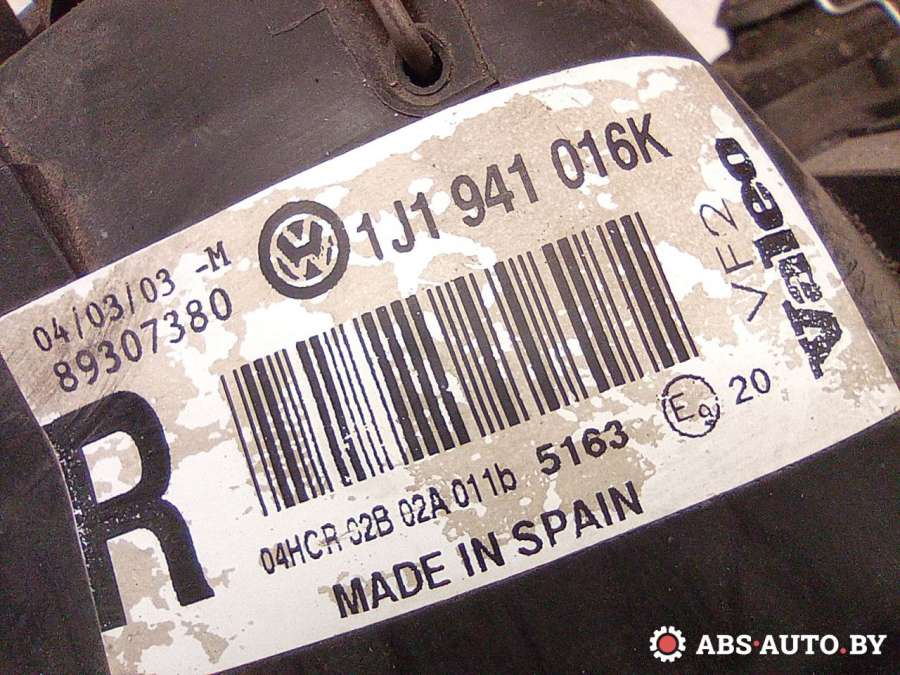 1J1 941 016K
04/03/03 -M
89307380
R
VF2
Valeo
04HCR 02B 02A 011b 5163
E9 20
MADE IN SPAIN
ABS·AUTO.BY